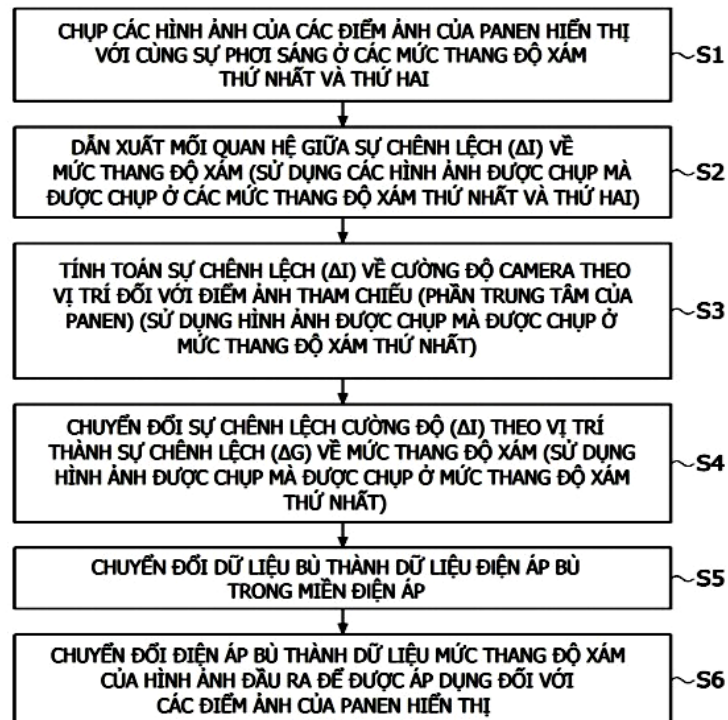 CHỤP CÁC HÌNH ẢNH CỦA CÁC ĐIỂM ẢNH CỦA PANEN HIỂN THỊ
VỚI CÙNG SỰ PHƠI SÁNG Ở CÁC MỨC THANG ĐỘ XÁM
THỨ NHẤT VÀ THỨ HAI
S1
DẪN XUẤT MỐI QUAN HỆ GIỮA SỰ CHÊNH LỆCH (ΔI) VỀ
MỨC THANG ĐỘ XÁM (SỬ DỤNG CÁC HÌNH ẢNH ĐƯỢC CHỤP MÀ
ĐƯỢC CHỤP Ở CÁC MỨC THANG ĐỘ XÁM THỨ NHẤT VÀ THỨ HAI)
S2
TÍNH TOÁN SỰ CHÊNH LỆCH (ΔI) VỀ CƯỜNG ĐỘ CAMERA THEO
VỊ TRÍ ĐỐI VỚI ĐIỂM ẢNH THAM CHIẾU (PHẦN TRUNG TÂM CỦA
PANEN) (SỬ DỤNG HÌNH ẢNH ĐƯỢC CHỤP MÀ ĐƯỢC CHỤP Ở
MỨC THANG ĐỘ XÁM THỨ NHẤT)
S3
CHUYỂN ĐỔI SỰ CHÊNH LỆCH CƯỜNG ĐỘ (ΔI) THEO VỊ TRÍ
THÀNH SỰ CHÊNH LỆCH (ΔG) VỀ MỨC THANG ĐỘ XÁM (SỬ DỤNG
HÌNH ẢNH ĐƯỢC CHỤP MÀ ĐƯỢC CHỤP Ở MỨC THANG ĐỘ XÁM
THỨ NHẤT)
S4
CHUYỂN ĐỔI DỮ LIỆU BÙ THÀNH DỮ LIỆU ĐIỆN ÁP BÙ
TRONG MIỀN ĐIỆN ÁP
S5
CHUYỂN ĐỔI ĐIỆN ÁP BÙ THÀNH DỮ LIỆU MỨC THANG ĐỘ XÁM
CỦA HÌNH ẢNH ĐẦU RA ĐỂ ĐƯỢC ÁP DỤNG ĐỐI VỚI
CÁC ĐIỂM ẢNH CỦA PANEN HIỂN THỊ
S6